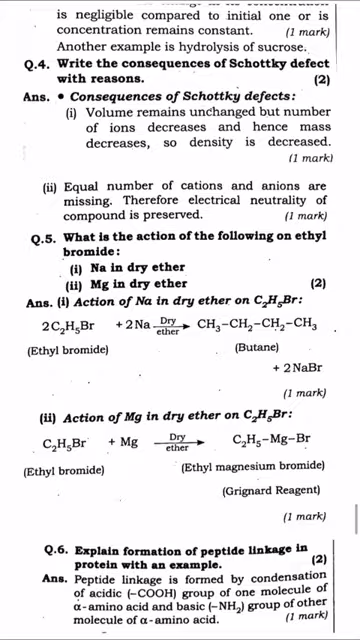 is negligible compared to initial one or is
concentration remains constant. (1 mark)
Another example is hydrolysis of sucrose.
Q.4. Write the consequences of Schottky defect
with reasons. (2)
Ans. • Consequences of Schottky defects :
(i) Volume remains unchanged but number
of ions decreases and hence mass
decreases, so density is decreased.
(1 mark)
(ii) Equal number of cations and anions are
missing. Therefore electrical neutrality of
compound is preserved. (1 mark)
Q.5. What is the action of the following on ethyl
bromide :
(i) Na in dry ether
(ii) Mg in dry ether (2)
Ans. (i) Action of Na in dry ether on C₂H₅Br:
2C₂H₅Br + 2Na —Dry ether→ CH₃–CH₂–CH₂–CH₃
(Ethyl bromide) (Butane)
+ 2NaBr
(1 mark)
(ii) Action of Mg in dry ether on C₂H₅Br:
C₂H₅Br + Mg —Dry ether→ C₂H₅–Mg–Br
(Ethyl bromide) (Ethyl magnesium bromide)
(Grignard Reagent)
(1 mark)
Q.6. Explain formation of peptide linkage in
protein with an example. (2)
Ans. Peptide linkage is formed by condensation
of acidic (–COOH) group of one molecule of
α-amino acid and basic (–NH₂) group of other
molecule of α-amino acid. (1 mark)